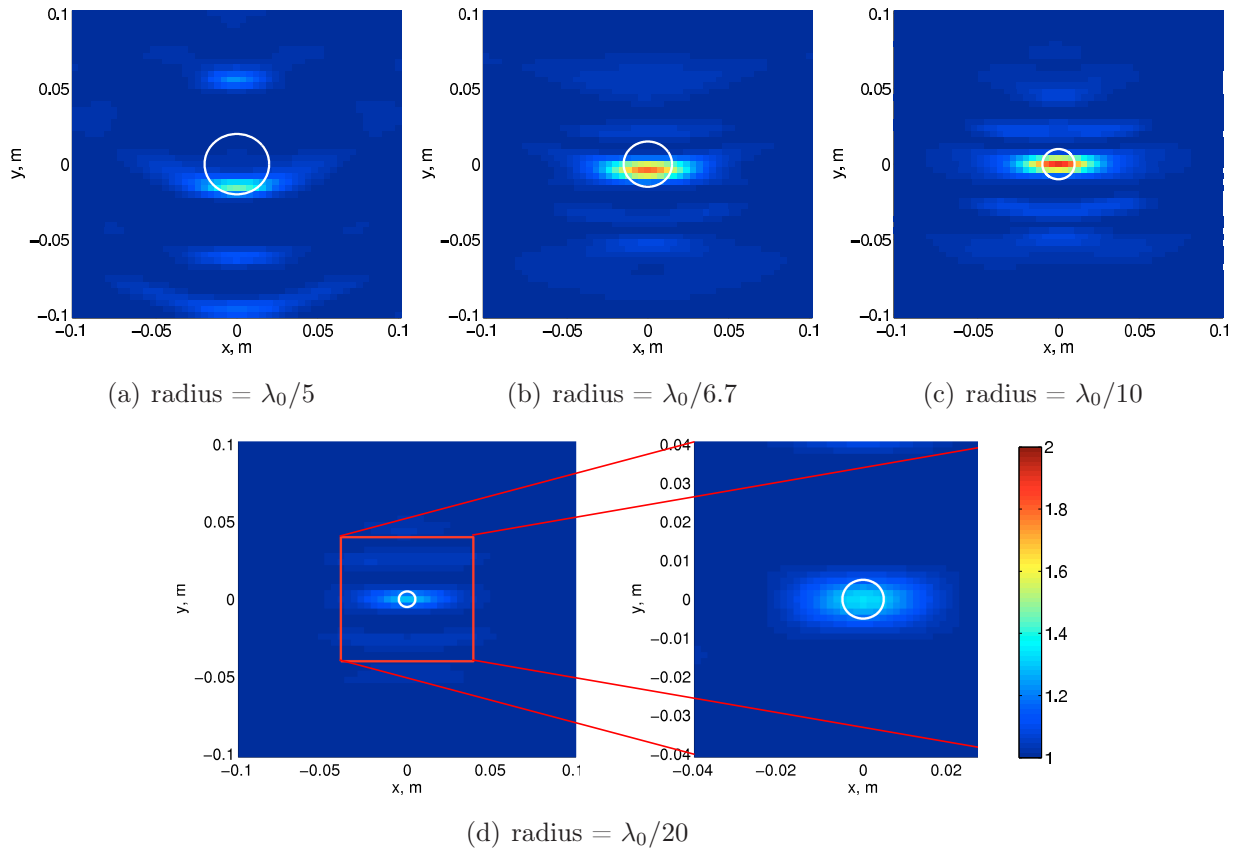 0.1
0.05
0
−0.05
−0.1
y, m
−0.1 −0.05 0 0.05 0.1
x, m
(a) radius = λ₀/5
0.1
0.05
0
−0.05
−0.1
y, m
−0.1 −0.05 0 0.05 0.1
x, m
(b) radius = λ₀/6.7
0.1
0.05
0
−0.05
−0.1
y, m
−0.1 −0.05 0 0.05 0.1
x, m
(c) radius = λ₀/10
0.1
0.05
0
−0.05
−0.1
y, m
−0.1 −0.05 0 0.05 0.1
x, m
0.04
0.03
0.02
0.01
0
−0.01
−0.02
−0.03
−0.04
y, m
−0.04 −0.02 0 0.02
x, m
2
1.8
1.6
1.4
1.2
1
(d) radius = λ₀/20